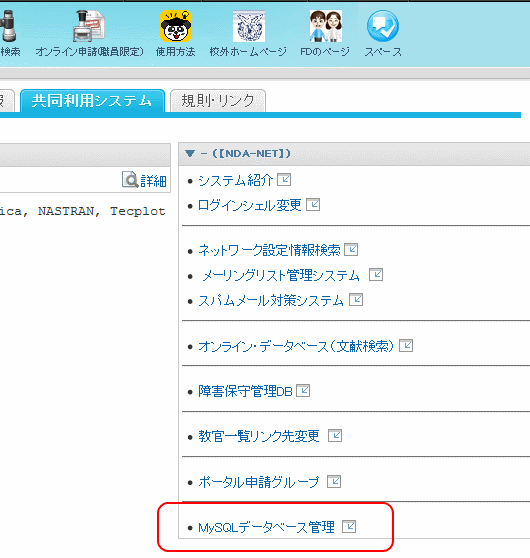 検索 オンライン申請(職員限定) 使用方法 校外ホームページ FDのページ スペース
報 共同利用システム 規則・リンク
詳細
ica, NASTRAN, Tecplot
▼ - (【NDA-NET】)
• システム紹介
• ログインシェル変更
• ネットワーク設定情報検索
• メーリングリスト管理システム
• スパムメール対策システム
• オンライン・データベース(文献検索)
• 障害保守管理DB
• 教官一覧リンク先変更
• ポータル申請グループ
• MySQLデータベース管理